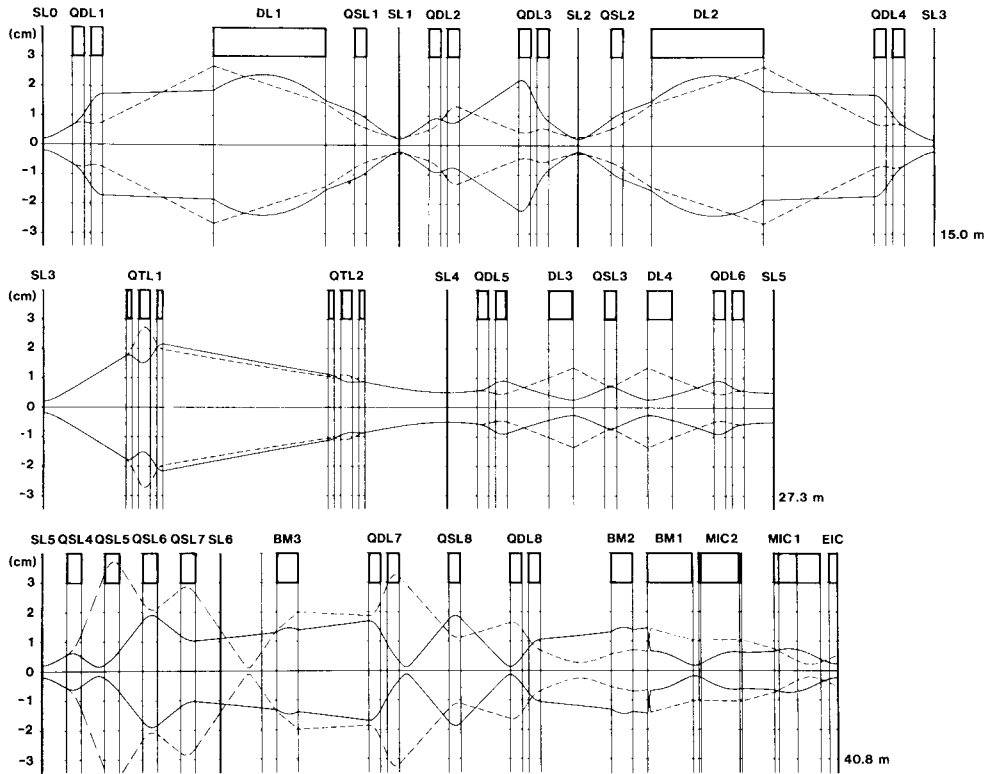 SL0 QDL1 DL1 QSL1 SL1 QDL2 QDL3 SL2 QSL2 DL2 QDL4 SL3
(cm)
3
2
1
0
-1
-2
-3
15.0 m
SL3 QTL1 QTL2 SL4 QDL5 DL3 QSL3 DL4 QDL6 SL5
(cm)
3
2
1
0
-1
-2
-3
27.3 m
SL5 QSL4 QSL5 QSL6 QSL7 SL6 BM3 QDL7 QSL8 QDL8 BM2 BM1 MIC2 MIC1 EIC
(cm)
3
2
1
0
-1
-2
-3
40.8 m